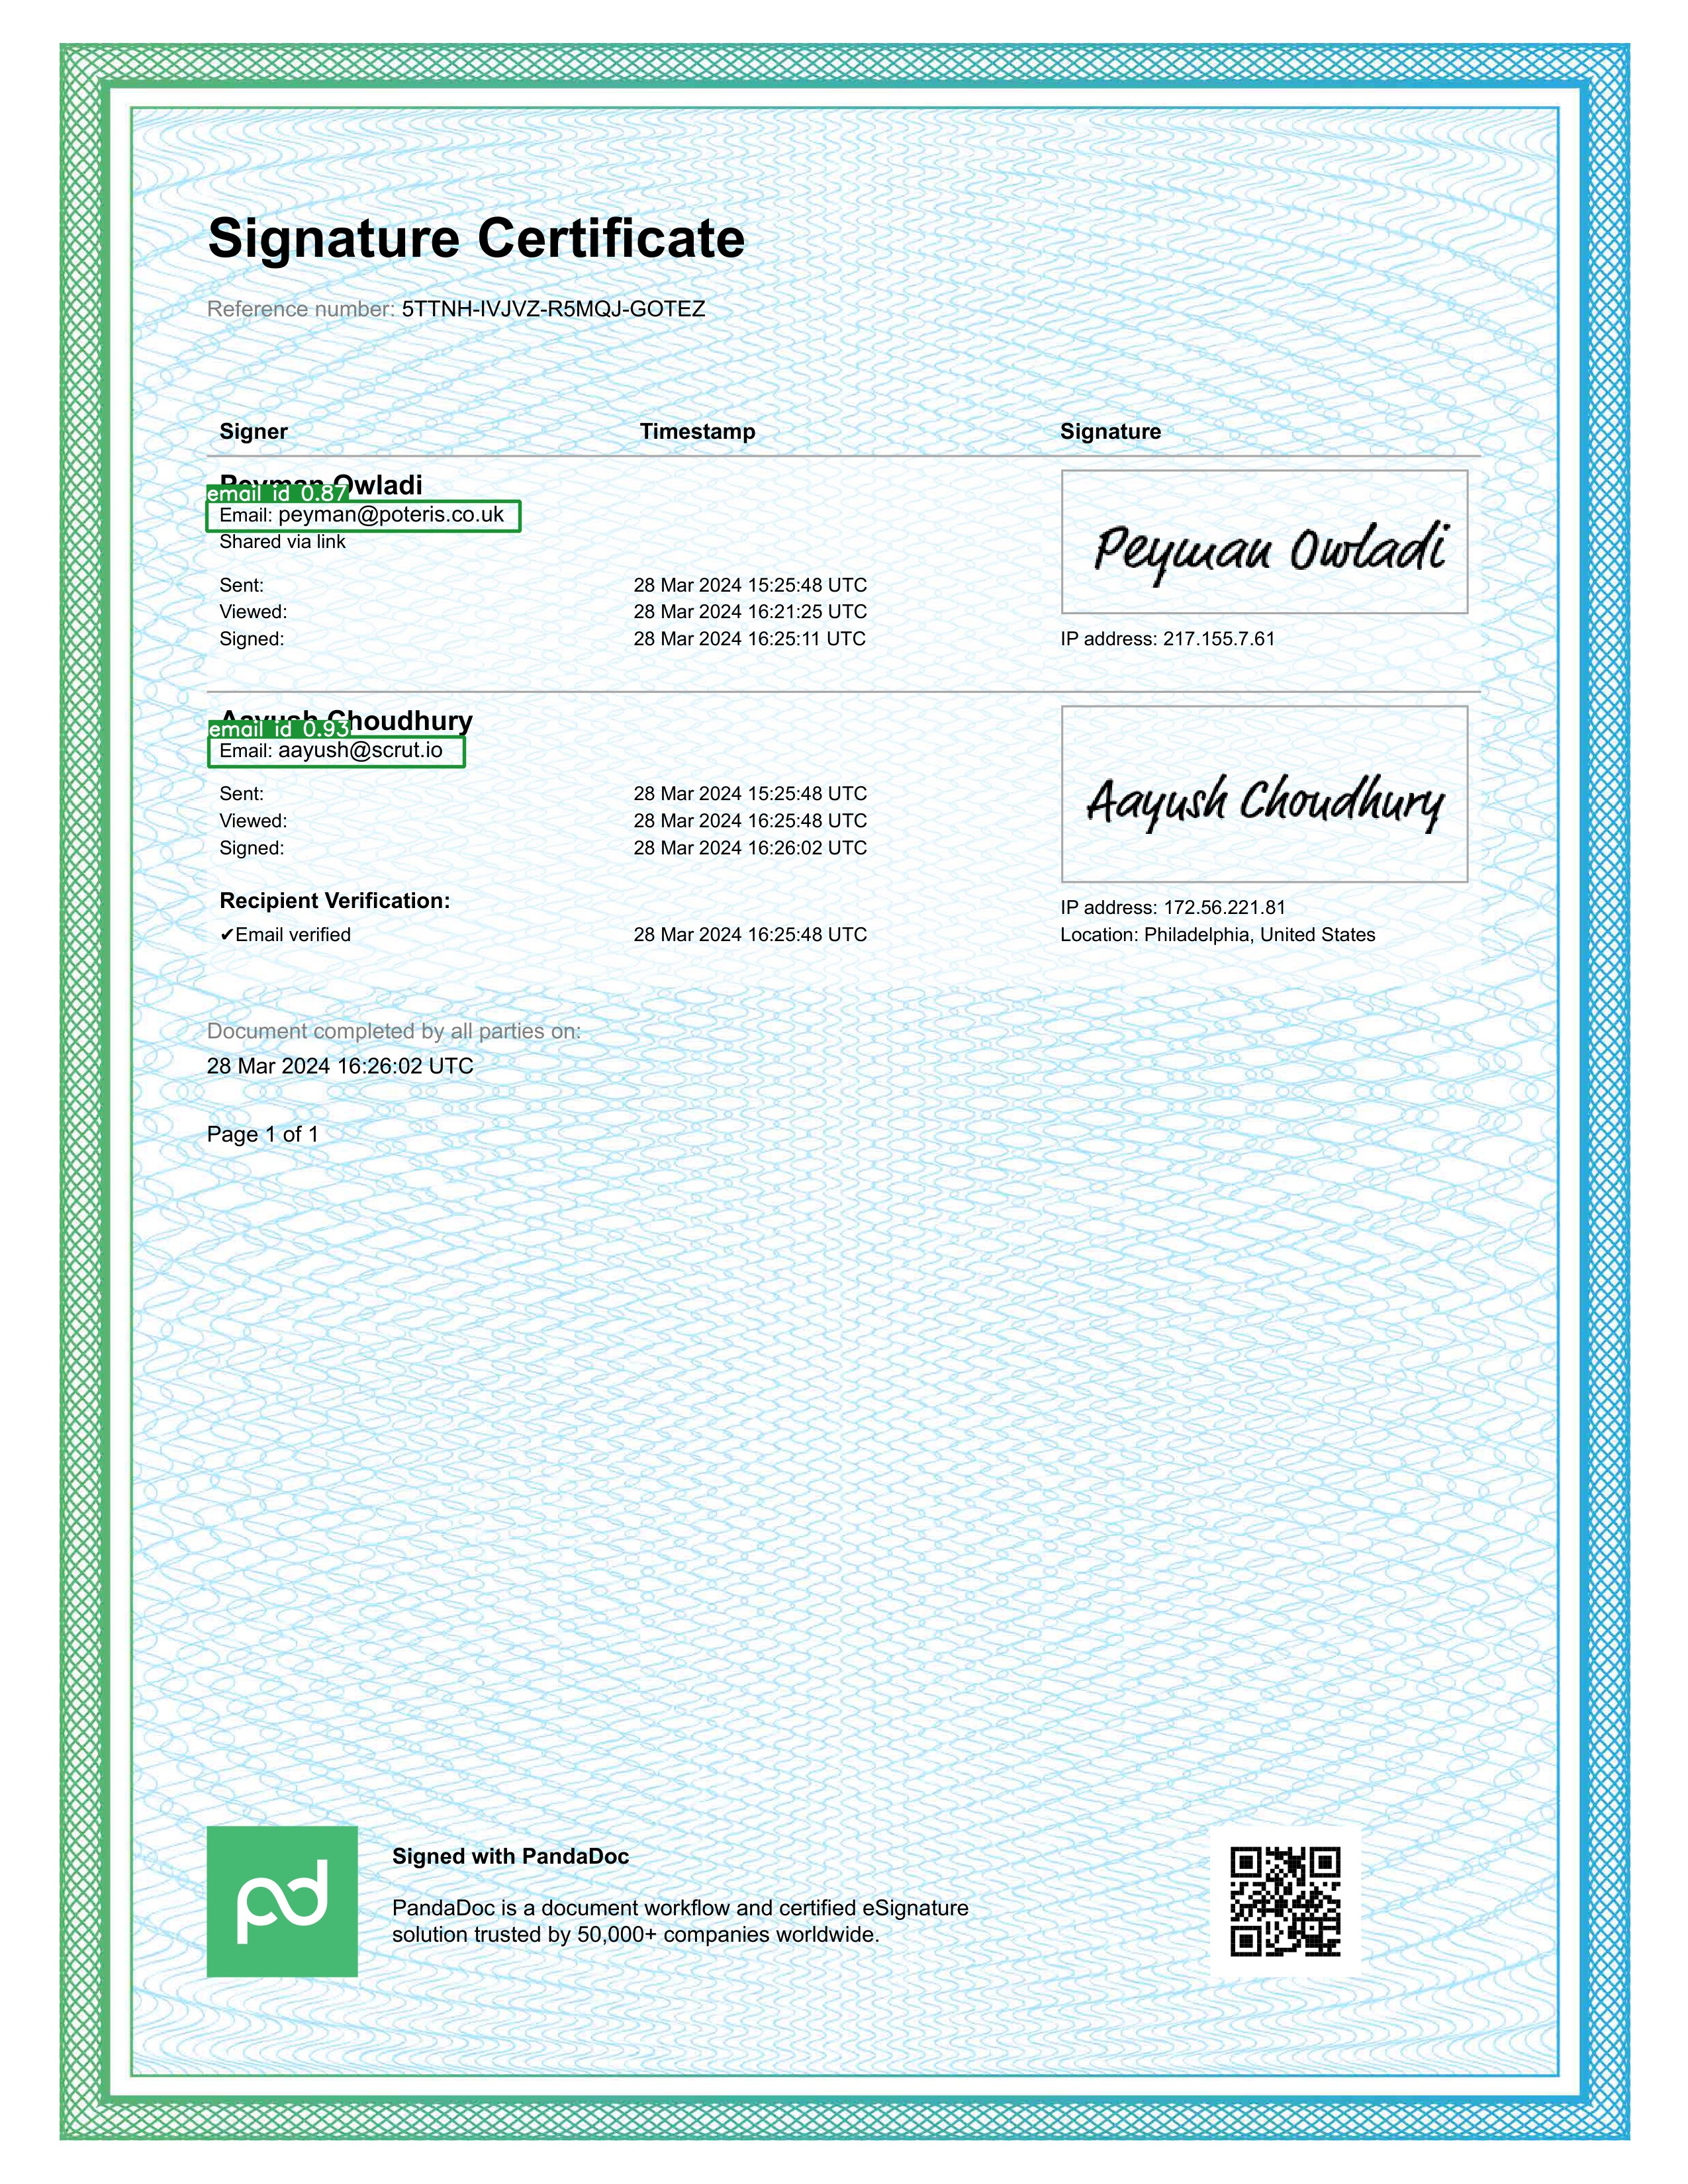 Signature Certificate
Reference number: 5TTNH-IVJVZ-R5MQJ-GOTEZ
Signer Timestamp Signature
Peyman Owladi
email_id 0.87
Email: peyman@poteris.co.uk
Shared via link
Peyman Owladi
Sent: 28 Mar 2024 15:25:48 UTC
Viewed: 28 Mar 2024 16:21:25 UTC
Signed: 28 Mar 2024 16:25:11 UTC IP address: 217.155.7.61
Aayush Choudhury
email_id 0.93
Email: aayush@scrut.io
Aayush Choudhury
Sent: 28 Mar 2024 15:25:48 UTC
Viewed: 28 Mar 2024 16:25:48 UTC
Signed: 28 Mar 2024 16:26:02 UTC
Recipient Verification:
IP address: 172.56.221.81
✔Email verified 28 Mar 2024 16:25:48 UTC Location: Philadelphia, United States
Document completed by all parties on:
28 Mar 2024 16:26:02 UTC
Page 1 of 1
pd
Signed with PandaDoc
PandaDoc is a document workflow and certified eSignature
solution trusted by 50,000+ companies worldwide.